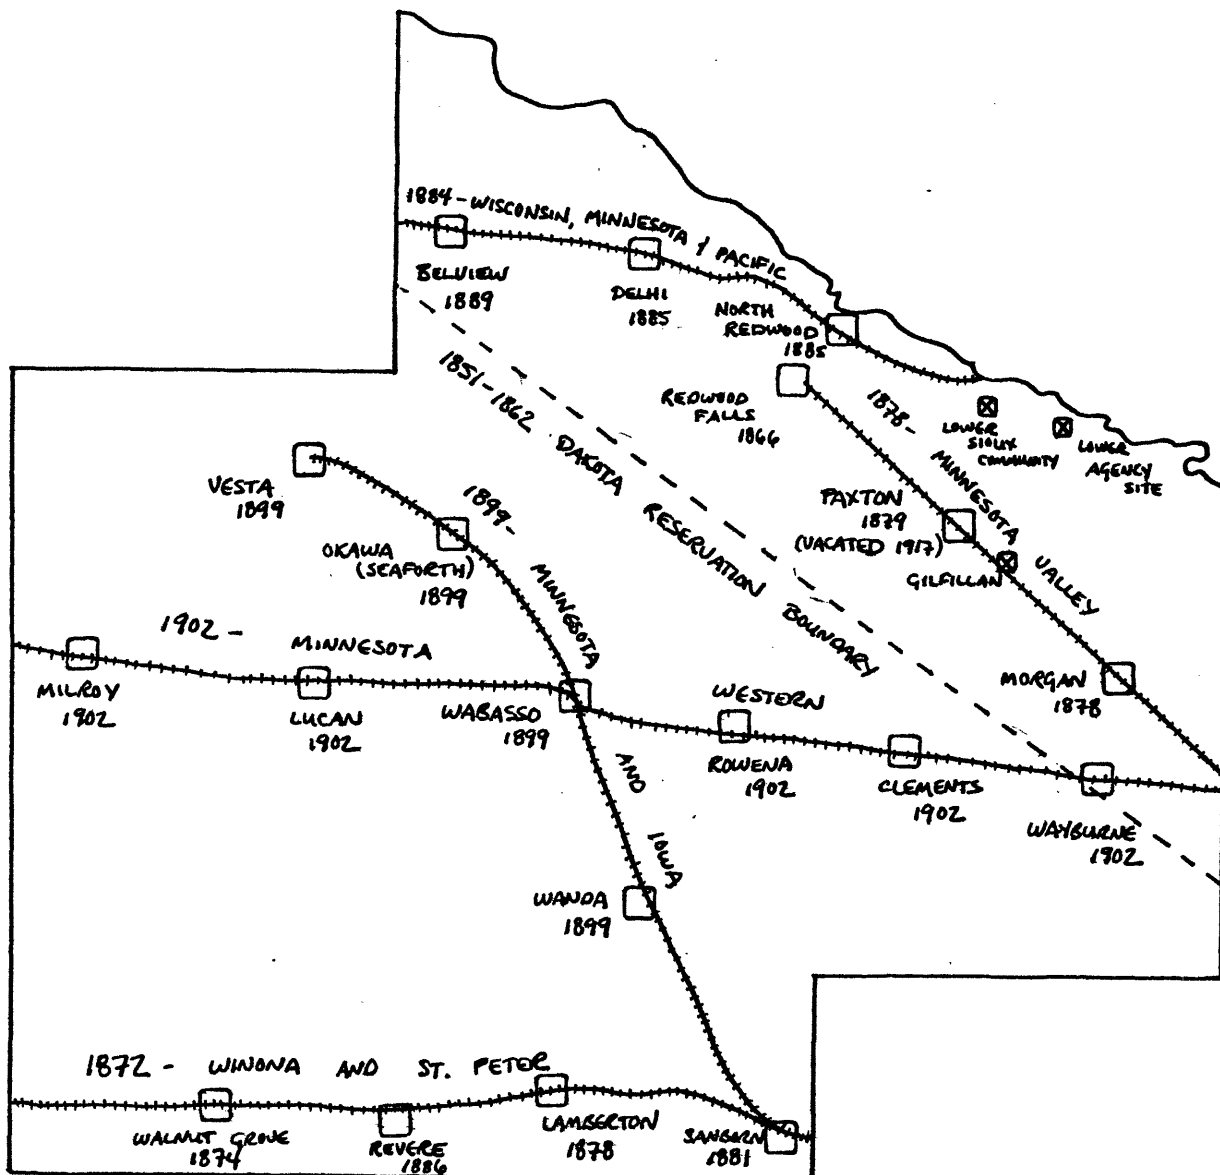 1884 - WISCONSIN, MINNESOTA & PACIFIC
BELVIEW
1889
DELHI
1885
NORTH
REDWOOD
1885
REDWOOD
FALLS
1866
1878- MINNESOTA VALLEY
LOWER
SIOUX
COMMUNITY
LOWER
AGENCY
SITE
1851-1862 DAKOTA RESERVATION BOUNDARY
PAXTON
1879
(VACATED 1917)
GILFILLAN
MORGAN
1878
VESTA
1899
OKAWA
(SEAFORTH)
1899
1899- MINNESOTA AND IOWA
1902 - MINNESOTA WESTERN
MILROY
1902
LUCAN
1902
WABASSO
1899
ROWENA
1902
CLEMENTS
1902
WAYBURNE
1902
WANDA
1899
1872 - WINONA AND ST. PETER
WALNUT GROVE
1874
REVERE
1886
LAMBERTON
1878
SANBORN
1881